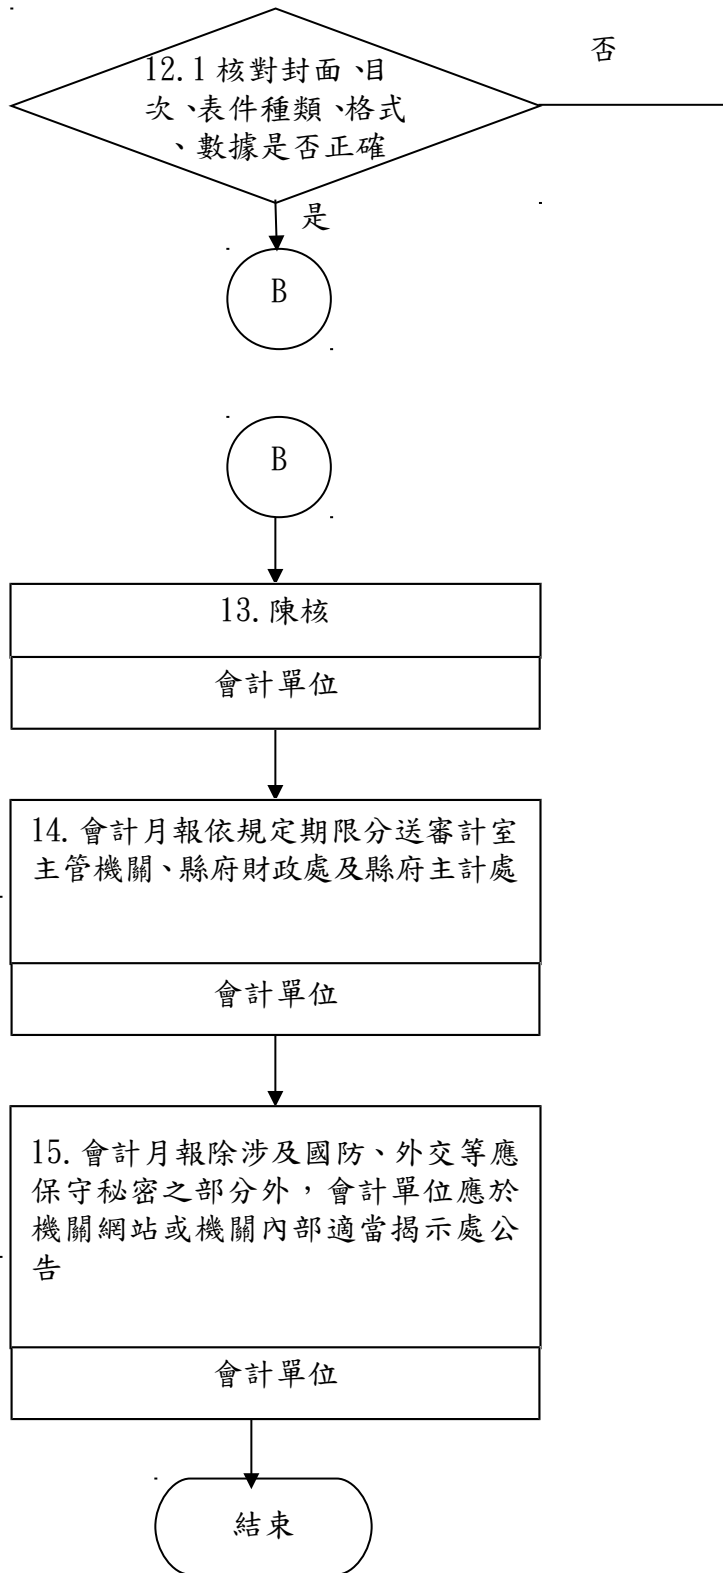 12.1 核對封面、目
次、表件種類、格式
、數據是否正確
否
是
B
B
13.陳核
會計單位
14.會計月報依規定期限分送審計室
主管機關、縣府財政處及縣府主計處
會計單位
15.會計月報除涉及國防、外交等應
保守秘密之部分外，會計單位應於
機關網站或機關內部適當揭示處公
告
會計單位
結束